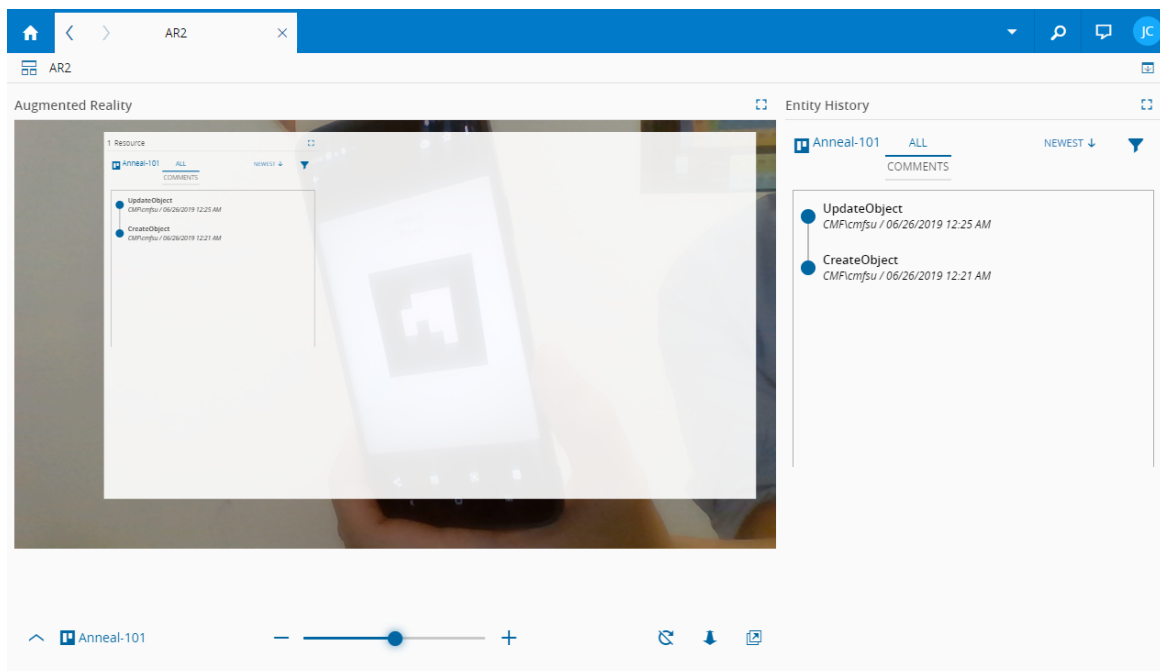 AR2
JC
AR2
Augmented Reality
1 Resource
Anneal-101
ALL
NEWEST
COMMENTS
UpdateObject
CMF\cmfsu / 06/26/2019 12:25 AM
CreateObject
CMF\cmfsu / 06/26/2019 12:21 AM
Entity History
Anneal-101
ALL
NEWEST
COMMENTS
UpdateObject
CMF\cmfsu / 06/26/2019 12:25 AM
CreateObject
CMF\cmfsu / 06/26/2019 12:21 AM
Anneal-101